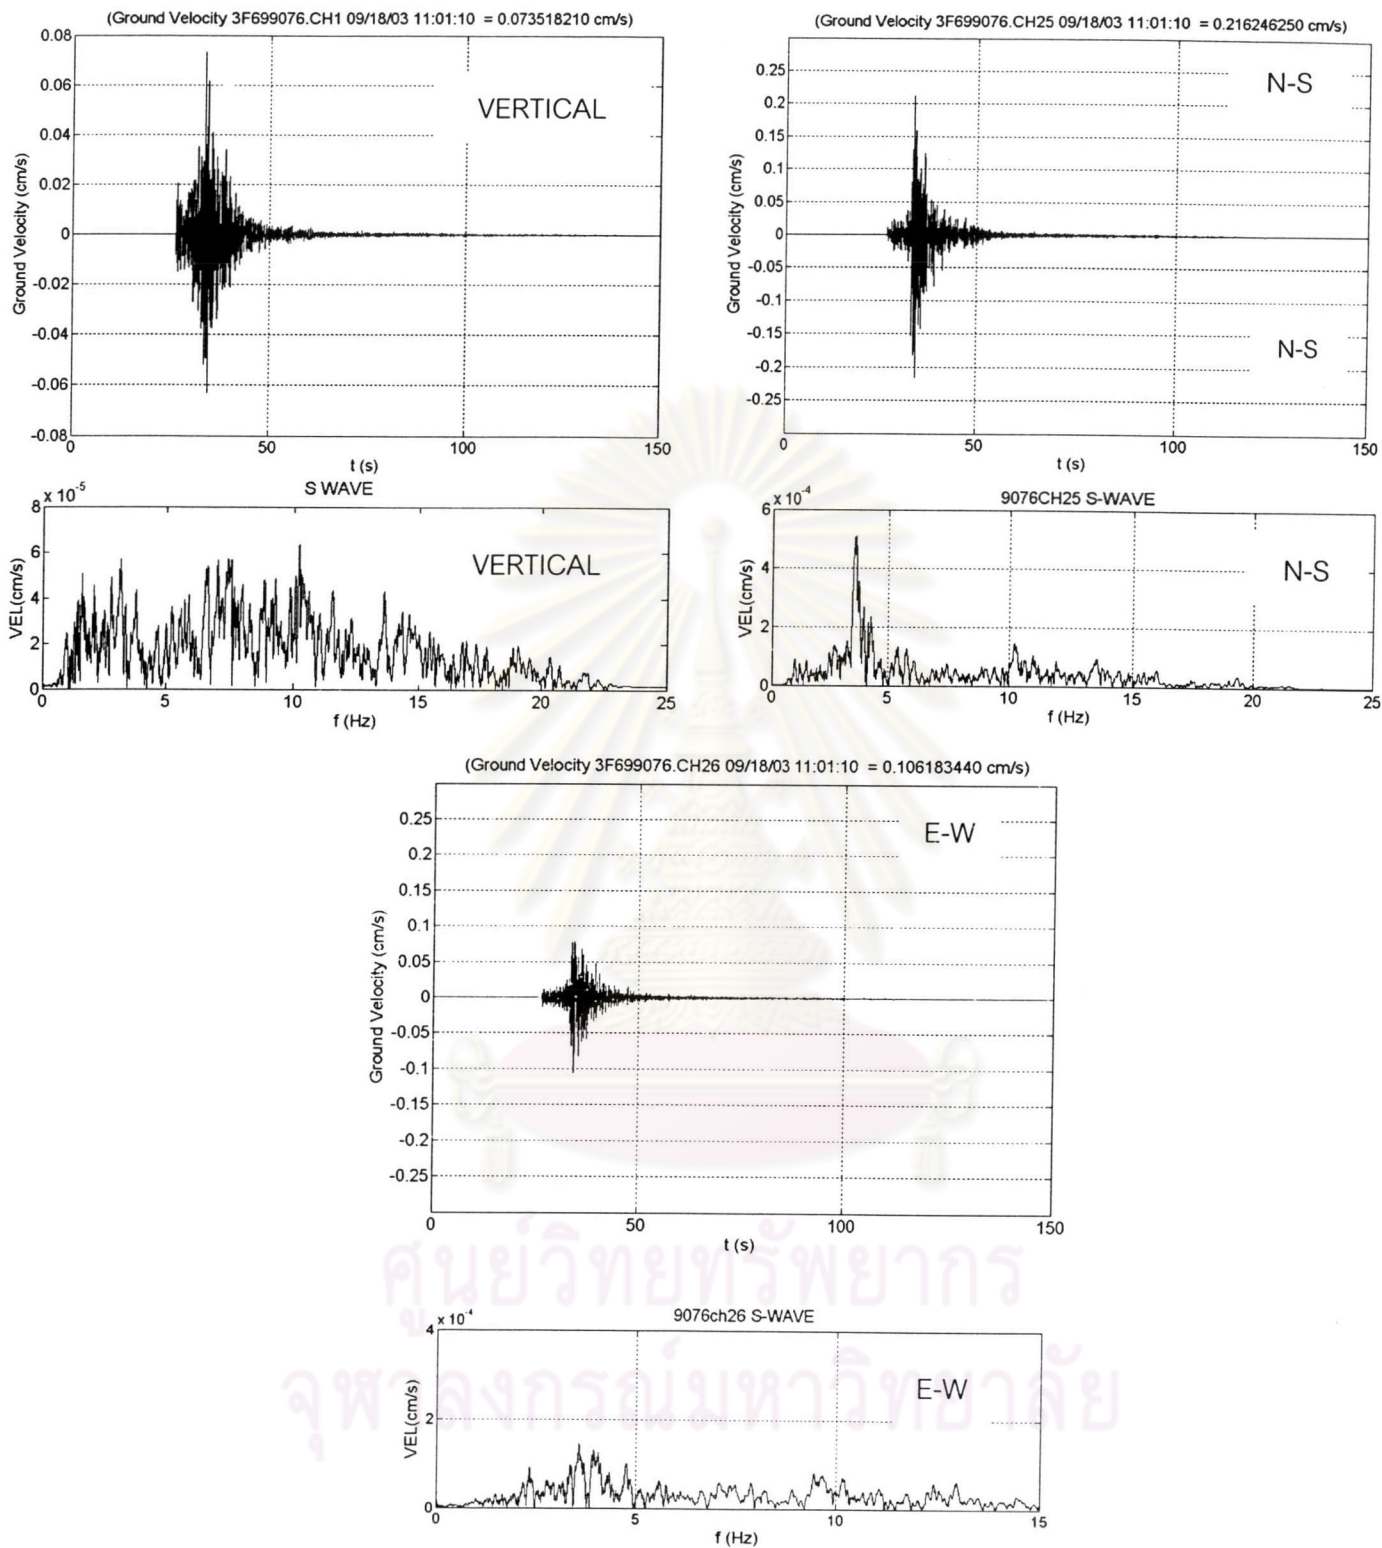 (Ground Velocity 3F699076.CH1 09/18/03 11:01:10 = 0.073518210 cm/s)
0.08
0.06
0.04
0.02
0
-0.02
-0.04
-0.06
-0.08
Ground Velocity (cm/s)
VERTICAL
0 50 100 150
t (s)
(Ground Velocity 3F699076.CH25 09/18/03 11:01:10 = 0.216246250 cm/s)
0.25
0.2
0.15
0.1
0.05
0
-0.05
-0.1
-0.15
-0.2
-0.25
Ground Velocity (cm/s)
N-S
N-S
0 50 100 150
t (s)
S WAVE
x 10-5
8
6
4
2
0
VEL(cm/s)
VERTICAL
0 5 10 15 20 25
f (Hz)
9076CH25 S-WAVE
x 10-4
6
4
2
0
VEL(cm/s)
N-S
0 5 10 15 20 25
f (Hz)
(Ground Velocity 3F699076.CH26 09/18/03 11:01:10 = 0.106183440 cm/s)
0.25
0.2
0.15
0.1
0.05
0
-0.05
-0.1
-0.15
-0.2
-0.25
Ground Velocity (cm/s)
E-W
0 50 100 150
t (s)
ศูนย์วิทยทรัพยากร
จุฬาลงกรณ์มหาวิทยาลัย
9076ch26 S-WAVE
x 10-4
4
2
0
VEL(cm/s)
E-W
0 5 10 15
f (Hz)